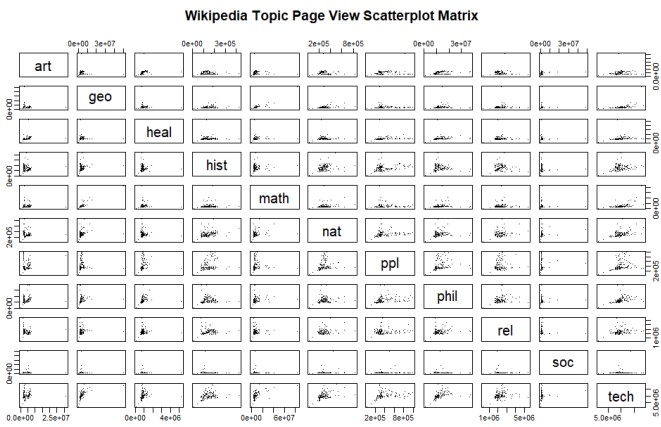 Wikipedia Topic Page View Scatterplot Matrix
0e+00 3e+07 0e+00 3e+05 2e+05 8e+05 0e+00 3e+07 0e+00 3e+07
art 0.0e+00
0e+00 geo
heal 0e+00
0e+00 hist
math 0e+00
2e+05 nat
ppl 2e+05
0e+00 phil
rel 1e+06
0e+00 soc
tech 5.0e+06
0.0e+00 2.5e+07 0e+00 4e+06 0e+00 6e+07 2e+05 8e+05 1e+06 5e+06 5.0e+06